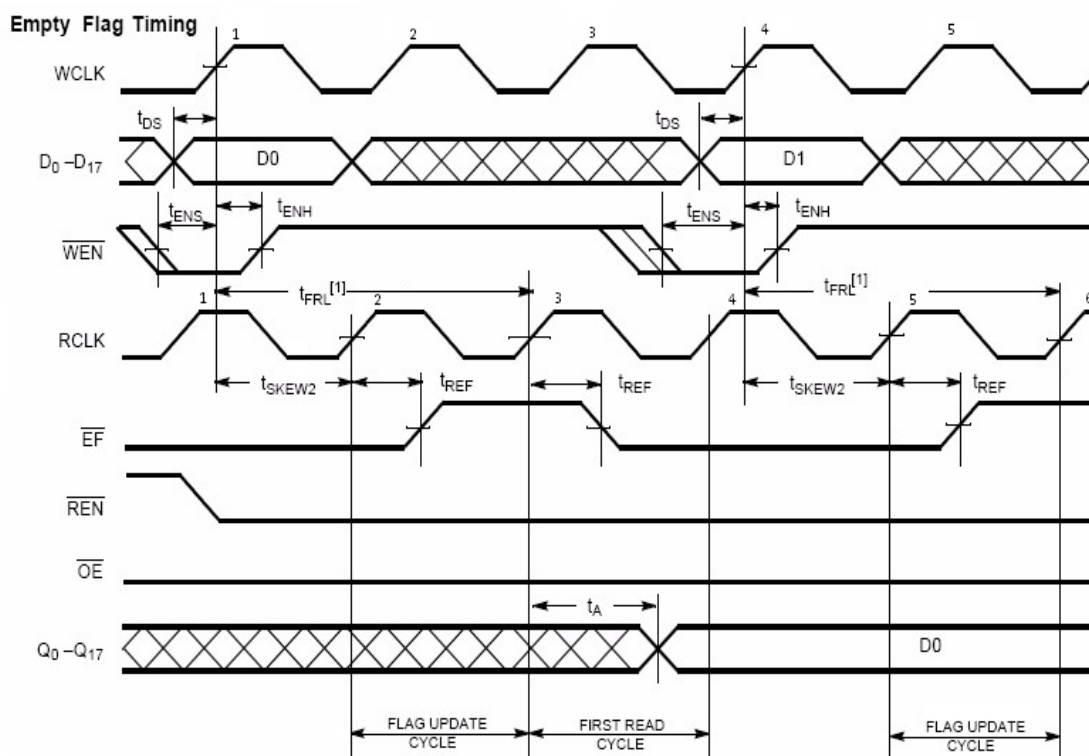 Empty Flag Timing
1 2 3 4 5
WCLK
tDS tDS
D0 –D17 D0 D1
tENS tENH tENS tENH
WEN
tFRL[1] tFRL[1]
1 2 3 4 5 6
RCLK
tSKEW2 tREF tREF tSKEW2 tREF
EF
REN
OE
tA
Q0 –Q17 D0
FLAG UPDATE CYCLE FIRST READ CYCLE FLAG UPDATE CYCLE